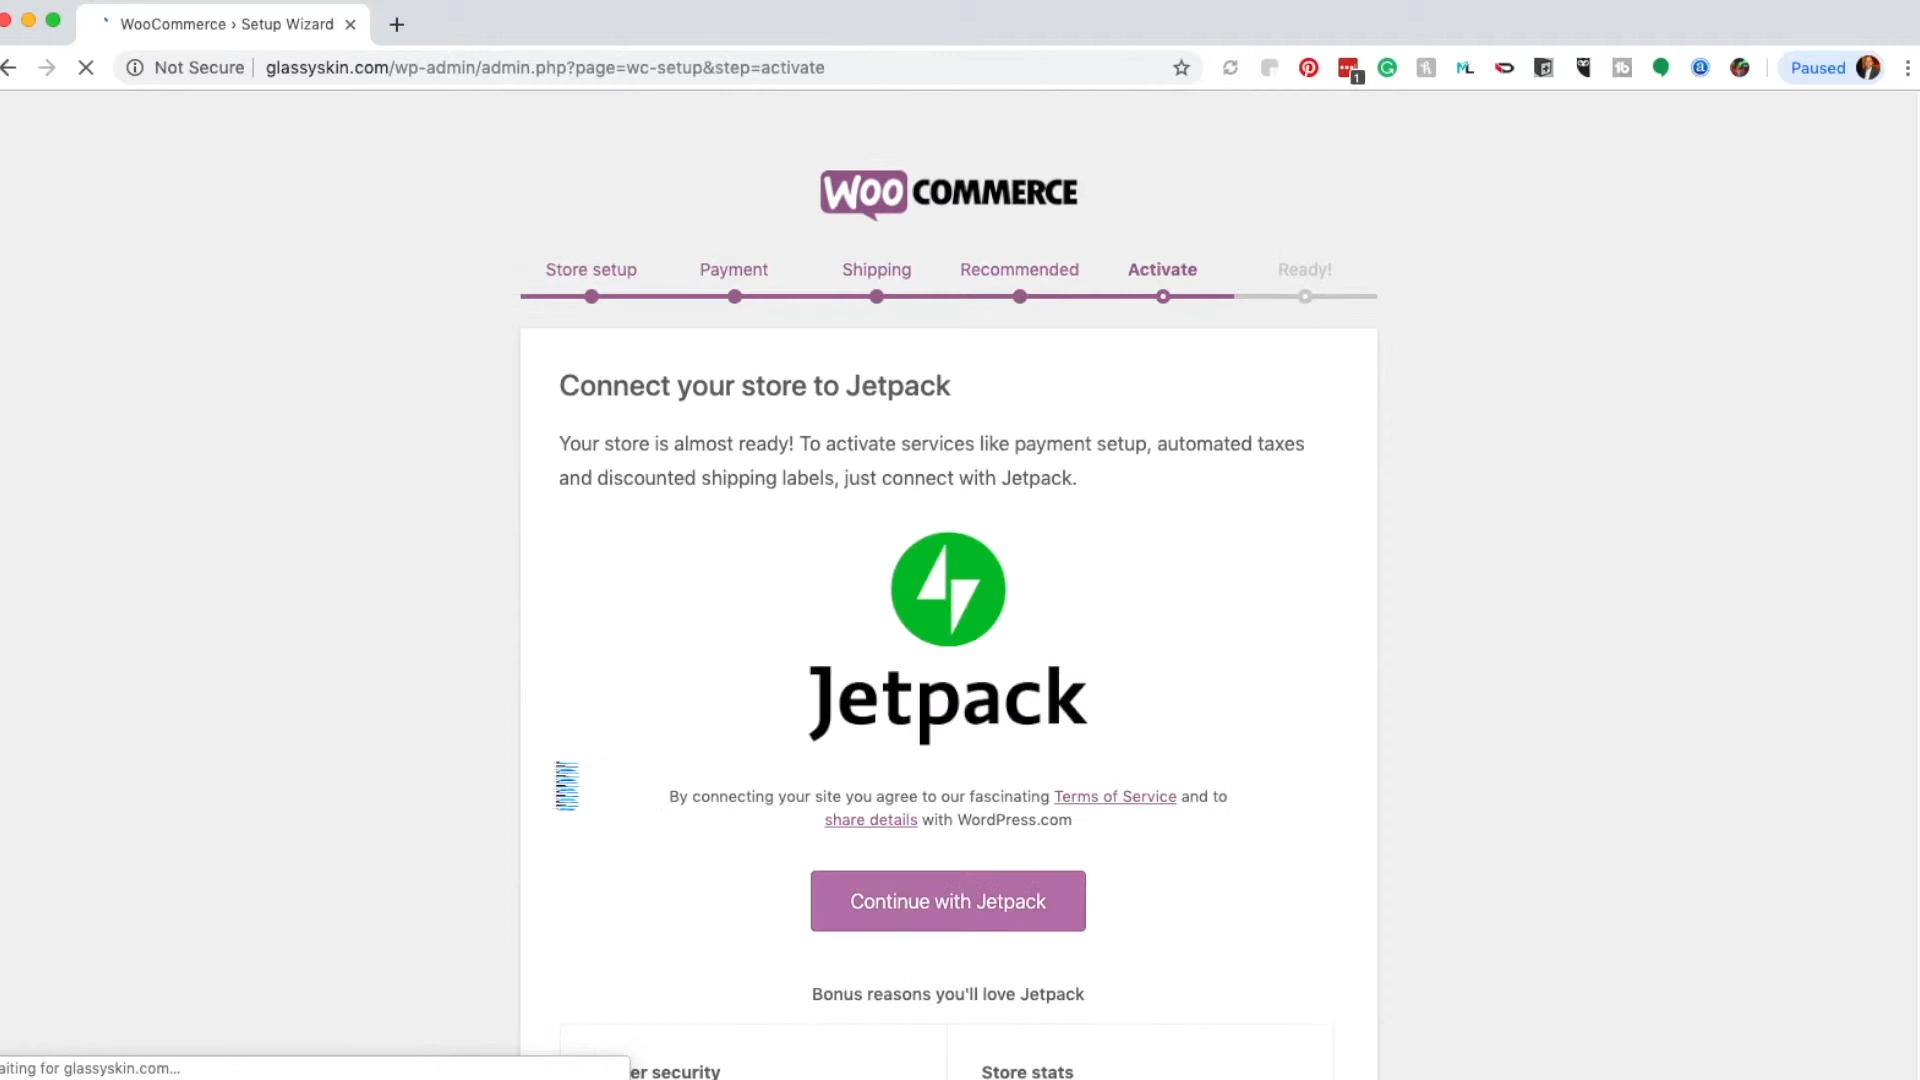 WooCommerce › Setup Wizard
Not Secure glassyskin.com/wp-admin/admin.php?page=wc-setup&step=activate
1
Paused
WOO COMMERCE
Store setup Payment Shipping Recommended Activate Ready!
Connect your store to Jetpack
Your store is almost ready! To activate services like payment setup, automated taxes
and discounted shipping labels, just connect with Jetpack.
Jetpack
By connecting your site you agree to our fascinating Terms of Service and to
share details with WordPress.com
Continue with Jetpack
Bonus reasons you'll love Jetpack
er security Store stats
aiting for glassyskin.com...